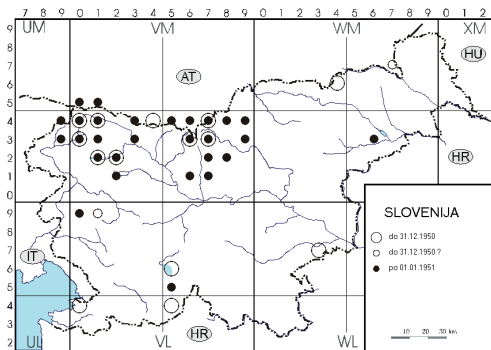 7 8 9 0 1 2 3 4 5 6 7 8 9 0 1 2 3 4 5 6 7 8 9 0 1 2
UM VM WM XM
9
8
7
6
5
4
3
2
1
0
9
8
7
6
5
4
3
2
AT
HU
HR
IT
HR
UL VL WL
SLOVENIJA
do 31.12.1950
do 31.12.1950 ?
po 01.01.1951
10 20 30 km